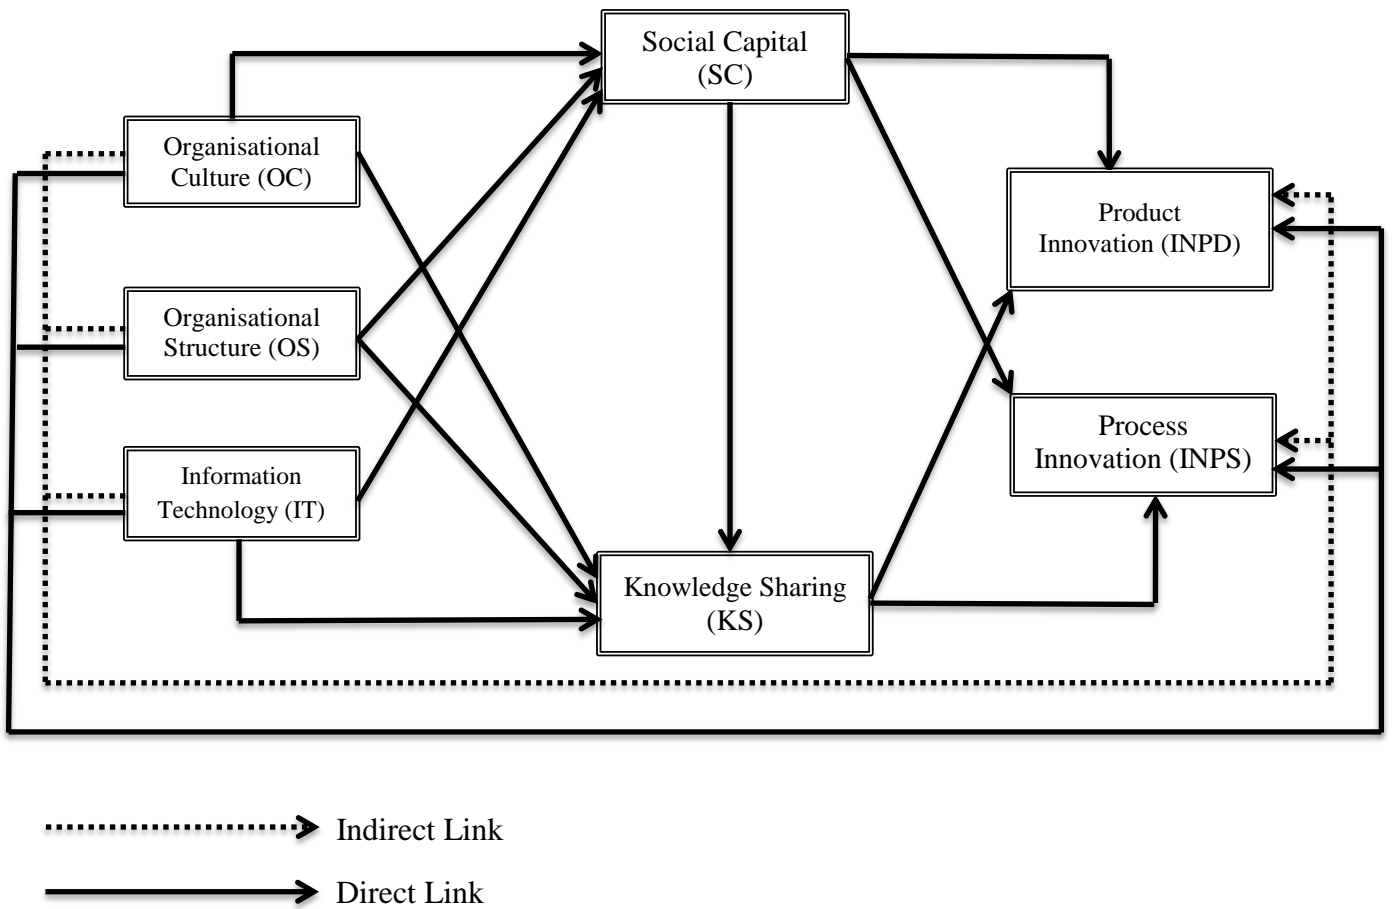 Social Capital
(SC)
Organisational
Culture (OC)
Product
Innovation (INPD)
Organisational
Structure (OS)
Process
Innovation (INPS)
Information
Technology (IT)
Knowledge Sharing
(KS)
Indirect Link
Direct Link